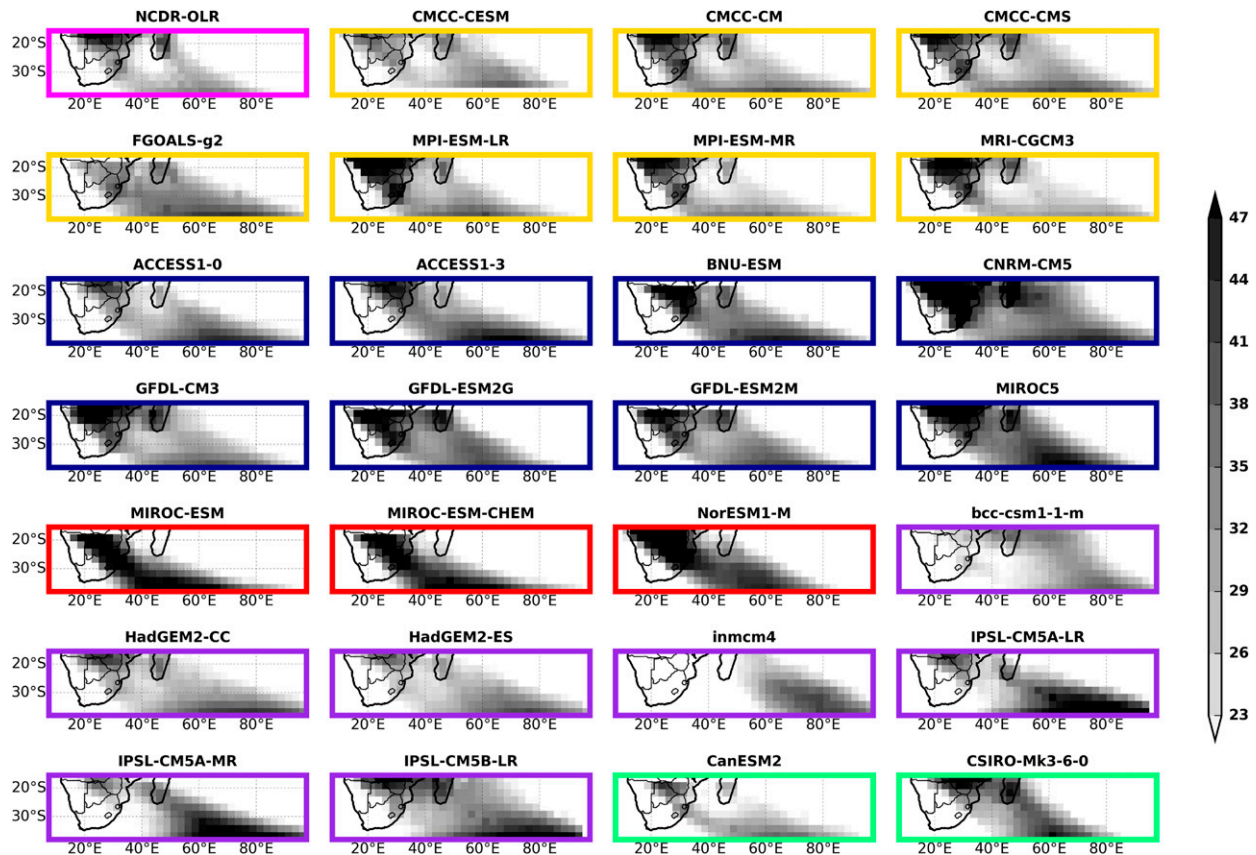 NCDR-OLR CMCC-CESM CMCC-CM CMCC-CMS
20°S
30°S
20°E 40°E 60°E 80°E 20°E 40°E 60°E 80°E 20°E 40°E 60°E 80°E 20°E 40°E 60°E 80°E
FGOALS-g2 MPI-ESM-LR MPI-ESM-MR MRI-CGCM3
20°S
30°S
20°E 40°E 60°E 80°E 20°E 40°E 60°E 80°E 20°E 40°E 60°E 80°E 20°E 40°E 60°E 80°E
ACCESS1-0 ACCESS1-3 BNU-ESM CNRM-CM5
20°S
30°S
20°E 40°E 60°E 80°E 20°E 40°E 60°E 80°E 20°E 40°E 60°E 80°E 20°E 40°E 60°E 80°E
GFDL-CM3 GFDL-ESM2G GFDL-ESM2M MIROC5
20°S
30°S
20°E 40°E 60°E 80°E 20°E 40°E 60°E 80°E 20°E 40°E 60°E 80°E 20°E 40°E 60°E 80°E
MIROC-ESM MIROC-ESM-CHEM NorESM1-M bcc-csm1-1-m
20°S
30°S
20°E 40°E 60°E 80°E 20°E 40°E 60°E 80°E 20°E 40°E 60°E 80°E 20°E 40°E 60°E 80°E
HadGEM2-CC HadGEM2-ES inmcm4 IPSL-CM5A-LR
20°S
30°S
20°E 40°E 60°E 80°E 20°E 40°E 60°E 80°E 20°E 40°E 60°E 80°E 20°E 40°E 60°E 80°E
IPSL-CM5A-MR IPSL-CM5B-LR CanESM2 CSIRO-Mk3-6-0
20°S
30°S
20°E 40°E 60°E 80°E 20°E 40°E 60°E 80°E 20°E 40°E 60°E 80°E 20°E 40°E 60°E 80°E
47
44
41
38
35
32
29
26
23